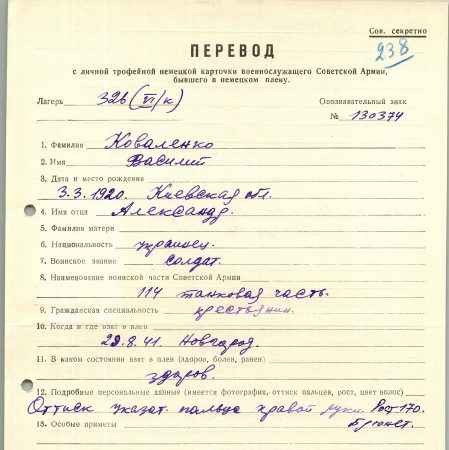 Сов. секретно
238
ПЕРЕВОД
с личной трофейной немецкой карточки военнослужащего Советской Армии,
бывшего в немецком плену.
Лагерь 326 (VI/к) Опознавательный знак
№ 130374
1. Фамилия Коваленко
2. Имя Василий
3. Дата и место рождения
3.3.1920. Киевская обл.
4. Имя отца Александр.
5. Фамилия матери
6. Национальность украинец.
7. Воинское звание солдат.
8. Наименование воинской части Советской Армии
114 танковая часть.
9. Гражданская специальность крестьянин.
10. Когда и где взят в плен
29.8.41. Новгород.
11. В каком состоянии взят в плен (здоров, болен, ранен)
здоров.
12. Подробные персональные данные (имеется фотография, оттиск пальцев, рост, цвет волос)
Оттиск указат. пальца правой руки. Рост 170.
13. Особые приметы Брюнет.